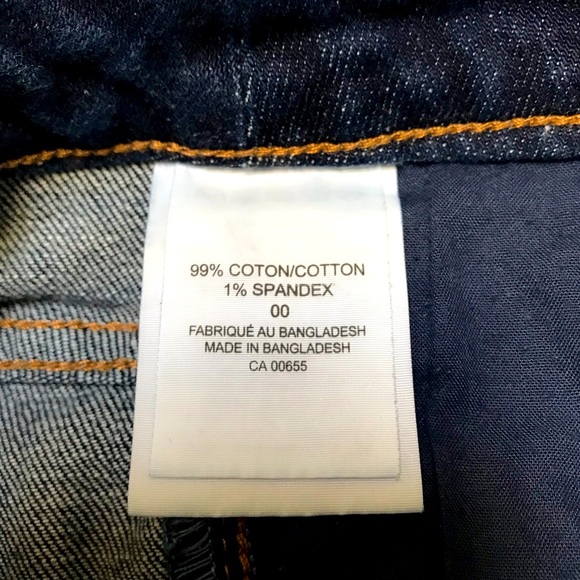 99% COTON/COTTON
1% SPANDEX
00
FABRIQUÉ AU BANGLADESH
MADE IN BANGLADESH
CA 00655